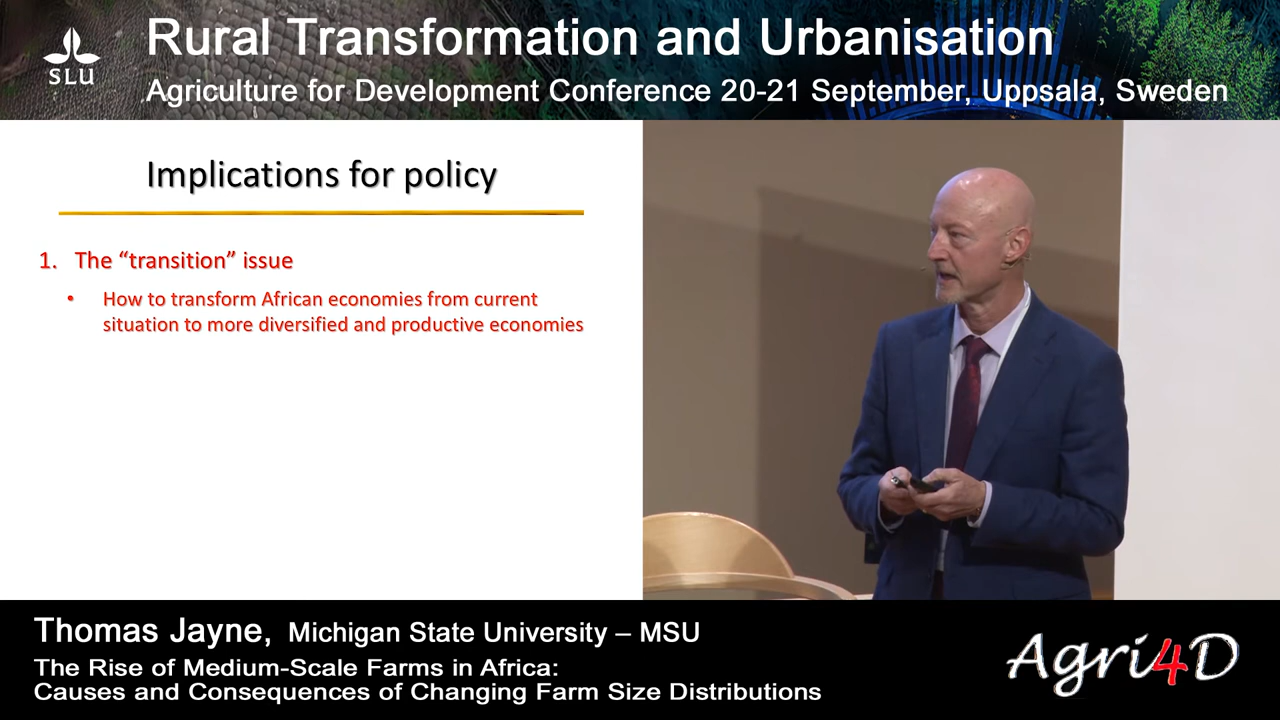 SLU
Rural Transformation and Urbanisation
Agriculture for Development Conference 20-21 September, Uppsala, Sweden
Implications for policy
1. The “transition” issue
• How to transform African economies from current
situation to more diversified and productive economies
Thomas Jayne, Michigan State University – MSU
The Rise of Medium-Scale Farms in Africa:
Causes and Consequences of Changing Farm Size Distributions
Agri4D